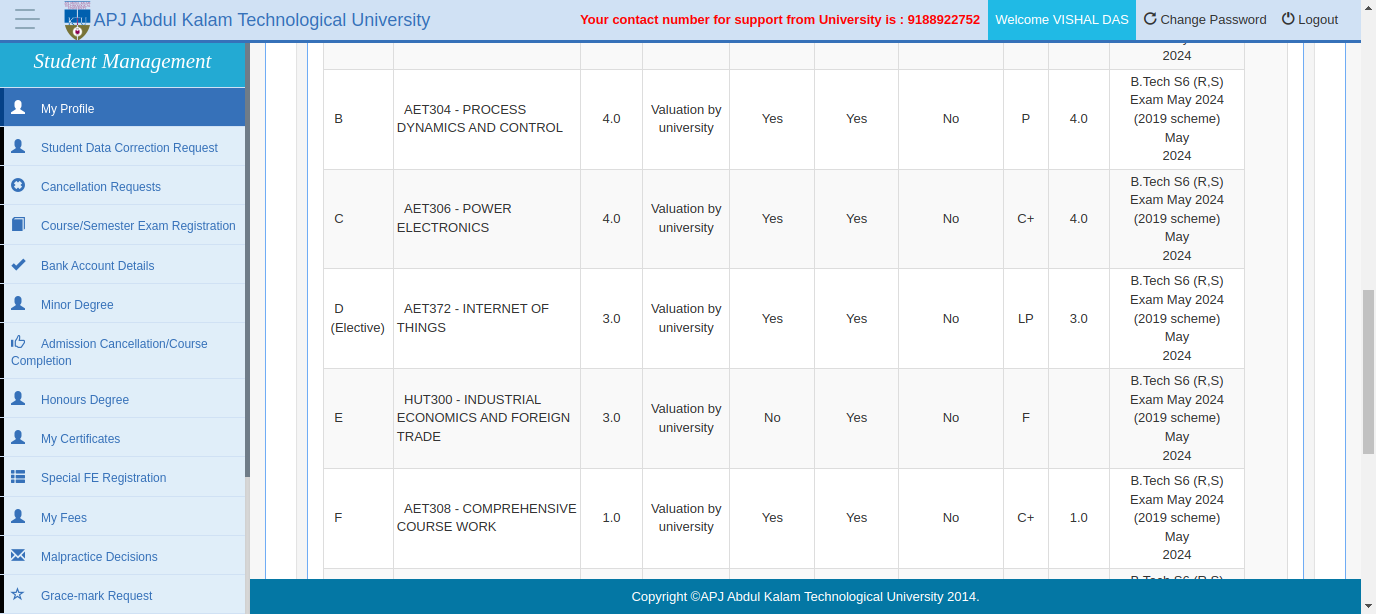 APJ Abdul Kalam Technological University
Your contact number for support from University is : 9188922752
Welcome VISHAL DAS
Change Password
Logout
Student Management
My Profile
Student Data Correction Request
Cancellation Requests
Course/Semester Exam Registration
Bank Account Details
Minor Degree
Admission Cancellation/Course
Completion
Honours Degree
My Certificates
Special FE Registration
My Fees
Malpractice Decisions
Grace-mark Request
2024
B
AET304 - PROCESS
DYNAMICS AND CONTROL
4.0
Valuation by
university
Yes
Yes
No
P
4.0
B.Tech S6 (R,S)
Exam May 2024
(2019 scheme)
May
2024
C
AET306 - POWER
ELECTRONICS
4.0
Valuation by
university
Yes
Yes
No
C+
4.0
B.Tech S6 (R,S)
Exam May 2024
(2019 scheme)
May
2024
D
(Elective)
AET372 - INTERNET OF
THINGS
3.0
Valuation by
university
Yes
Yes
No
LP
3.0
B.Tech S6 (R,S)
Exam May 2024
(2019 scheme)
May
2024
E
HUT300 - INDUSTRIAL
ECONOMICS AND FOREIGN
TRADE
3.0
Valuation by
university
No
Yes
No
F
B.Tech S6 (R,S)
Exam May 2024
(2019 scheme)
May
2024
F
AET308 - COMPREHENSIVE
COURSE WORK
1.0
Valuation by
university
Yes
Yes
No
C+
1.0
B.Tech S6 (R,S)
Exam May 2024
(2019 scheme)
May
2024
Copyright ©APJ Abdul Kalam Technological University 2014.